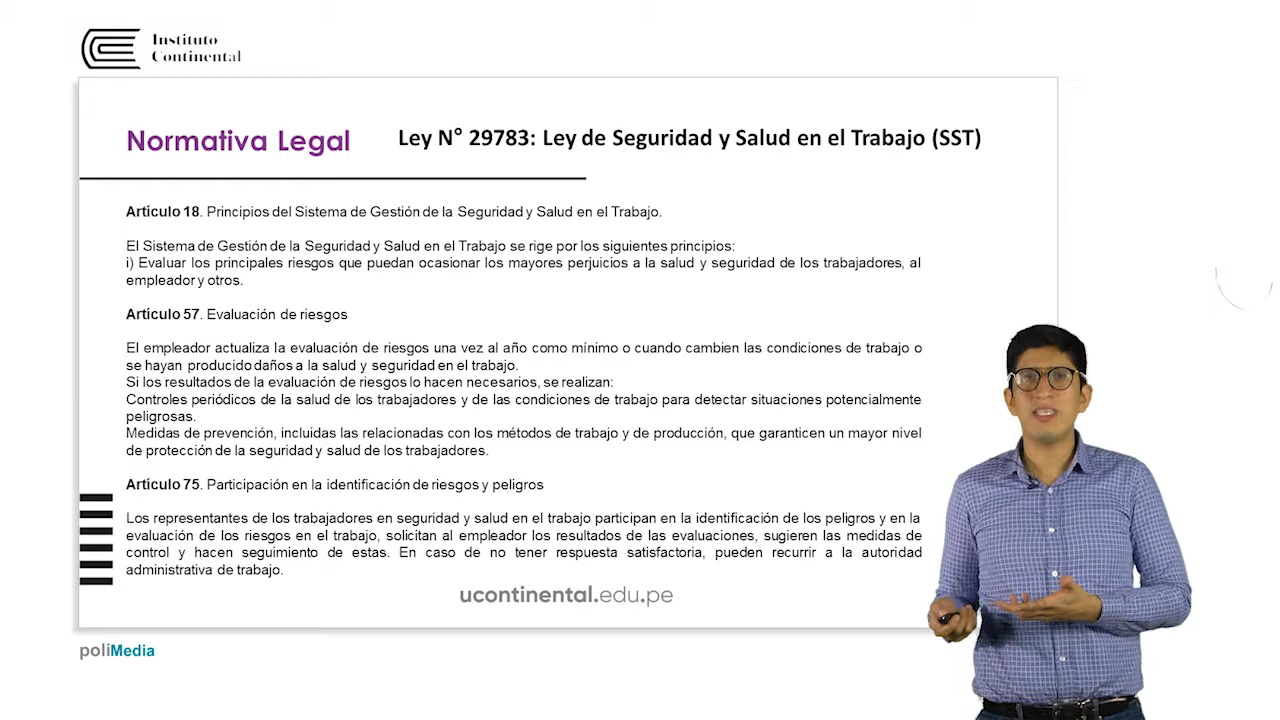 Instituto
Continental
Normativa Legal
Ley N° 29783: Ley de Seguridad y Salud en el Trabajo (SST)
Artículo 18. Principios del Sistema de Gestión de la Seguridad y Salud en el Trabajo.
El Sistema de Gestión de la Seguridad y Salud en el Trabajo se rige por los siguientes principios:
i) Evaluar los principales riesgos que puedan ocasionar los mayores perjuicios a la salud y seguridad de los trabajadores, al
empleador y otros.
Artículo 57. Evaluación de riesgos
El empleador actualiza la evaluación de riesgos una vez al año como mínimo o cuando cambien las condiciones de trabajo o
se hayan producido daños a la salud y seguridad en el trabajo.
Si los resultados de la evaluación de riesgos lo hacen necesarios, se realizan:
Controles periódicos de la salud de los trabajadores y de las condiciones de trabajo para detectar situaciones potencialmente
peligrosas.
Medidas de prevención, incluidas las relacionadas con los métodos de trabajo y de producción, que garanticen un mayor nivel
de protección de la seguridad y salud de los trabajadores.
Artículo 75. Participación en la identificación de riesgos y peligros
Los representantes de los trabajadores en seguridad y salud en el trabajo participan en la identificación de los peligros y en la
evaluación de los riesgos en el trabajo, solicitan al empleador los resultados de las evaluaciones, sugieren las medidas de
control y hacen seguimiento de estas. En caso de no tener respuesta satisfactoria, pueden recurrir a la autoridad
administrativa de trabajo.
ucontinental.edu.pe
poliMedia